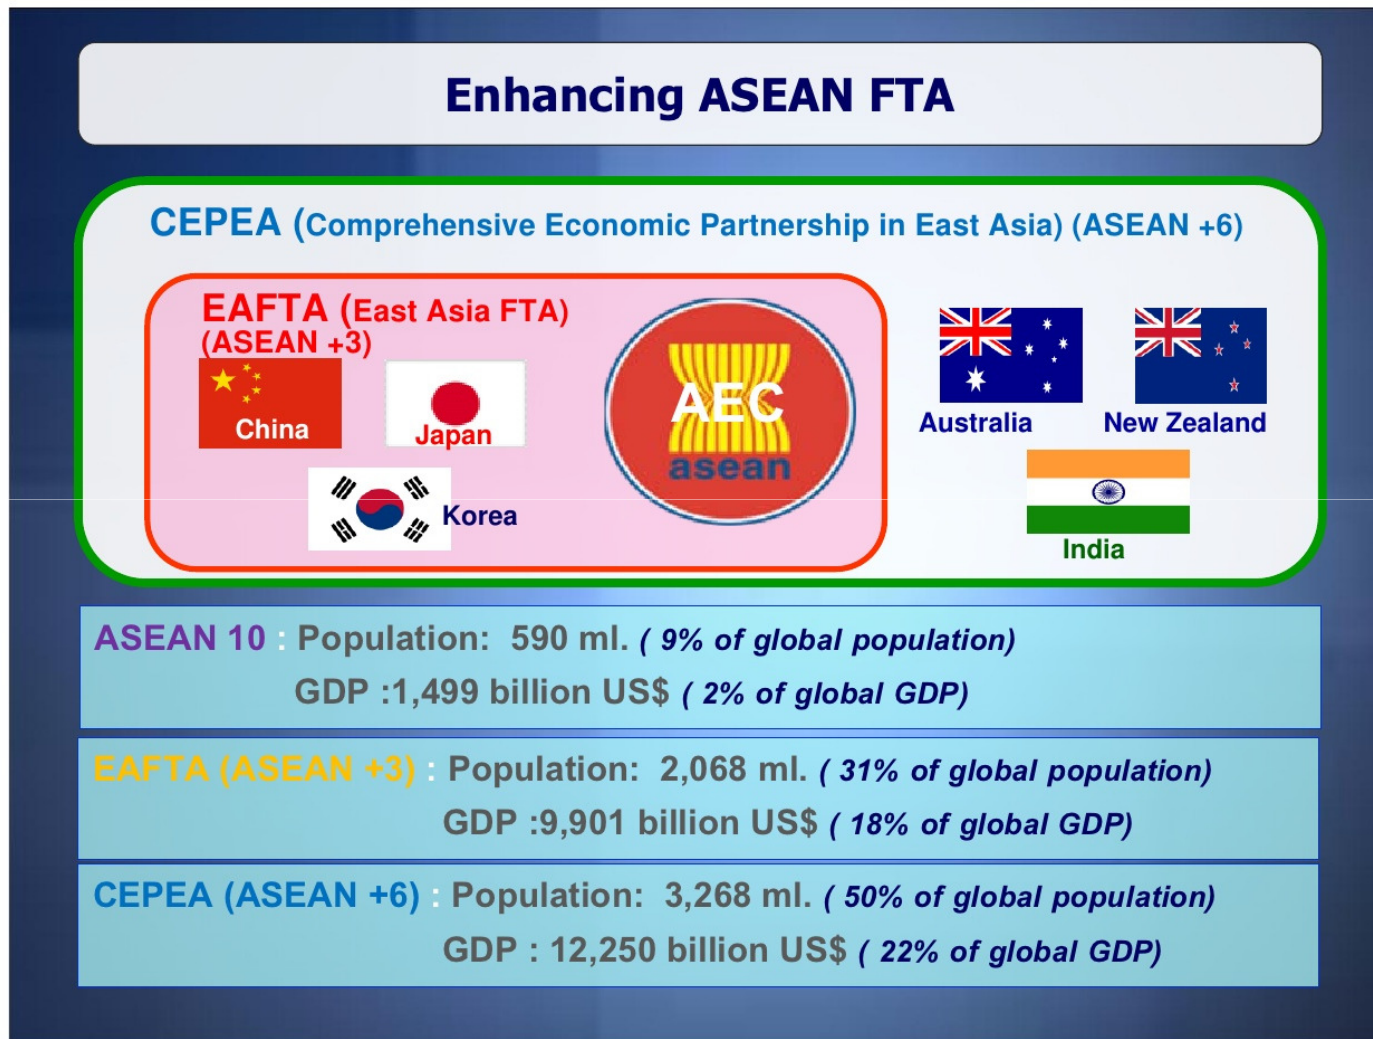 Enhancing ASEAN FTA
CEPEA (Comprehensive Economic Partnership in East Asia) (ASEAN +6)
EAFTA (East Asia FTA)
(ASEAN +3)
China
Japan
Korea
AEC
asean
Australia
New Zealand
India
ASEAN 10 : Population: 590 ml. ( 9% of global population)
GDP :1,499 billion US$ ( 2% of global GDP)
EAFTA (ASEAN +3) : Population: 2,068 ml. ( 31% of global population)
GDP :9,901 billion US$ ( 18% of global GDP)
CEPEA (ASEAN +6) : Population: 3,268 ml. ( 50% of global population)
GDP : 12,250 billion US$ ( 22% of global GDP)